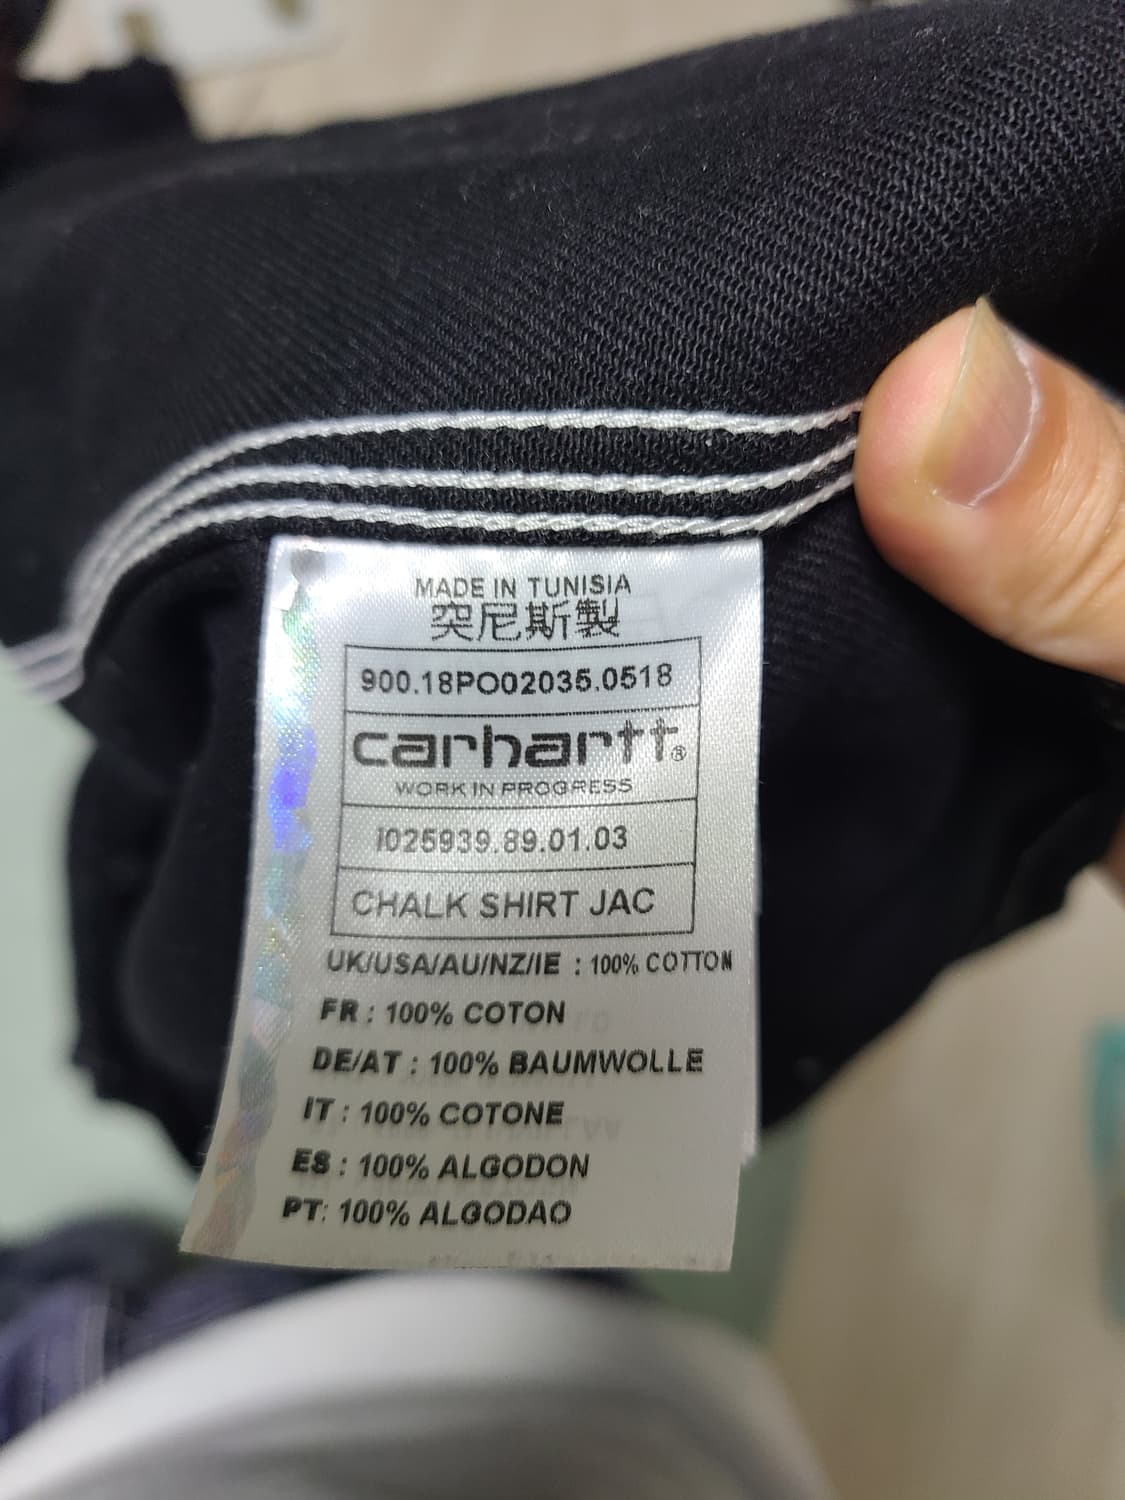 MADE IN TUNISIA
突尼斯製
900.18PO02035.0518
carhartt®
WORK IN PROGRESS
I025939.89.01.03
CHALK SHIRT JAC
UK/USA/AU/NZ/IE : 100% COTTON
FR : 100% COTON
DE/AT : 100% BAUMWOLLE
IT : 100% COTONE
ES : 100% ALGODON
PT: 100% ALGODAO